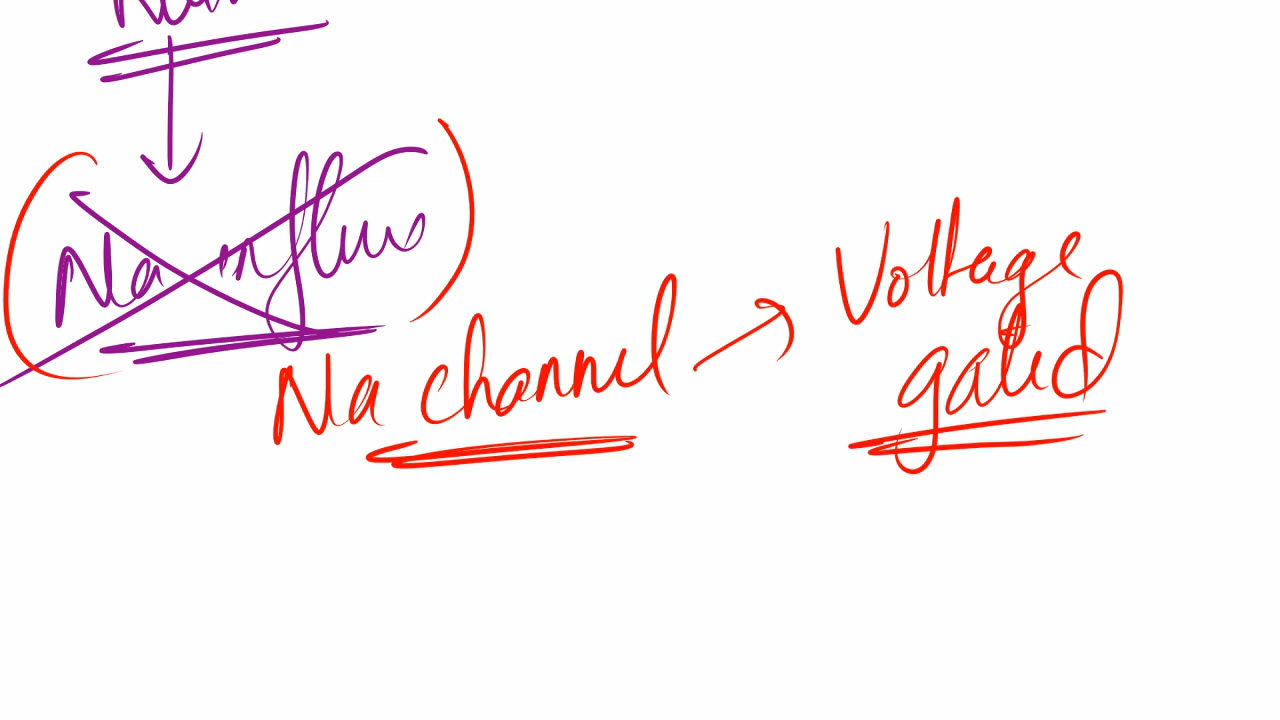 Na influx
Na channel → Voltage
gated